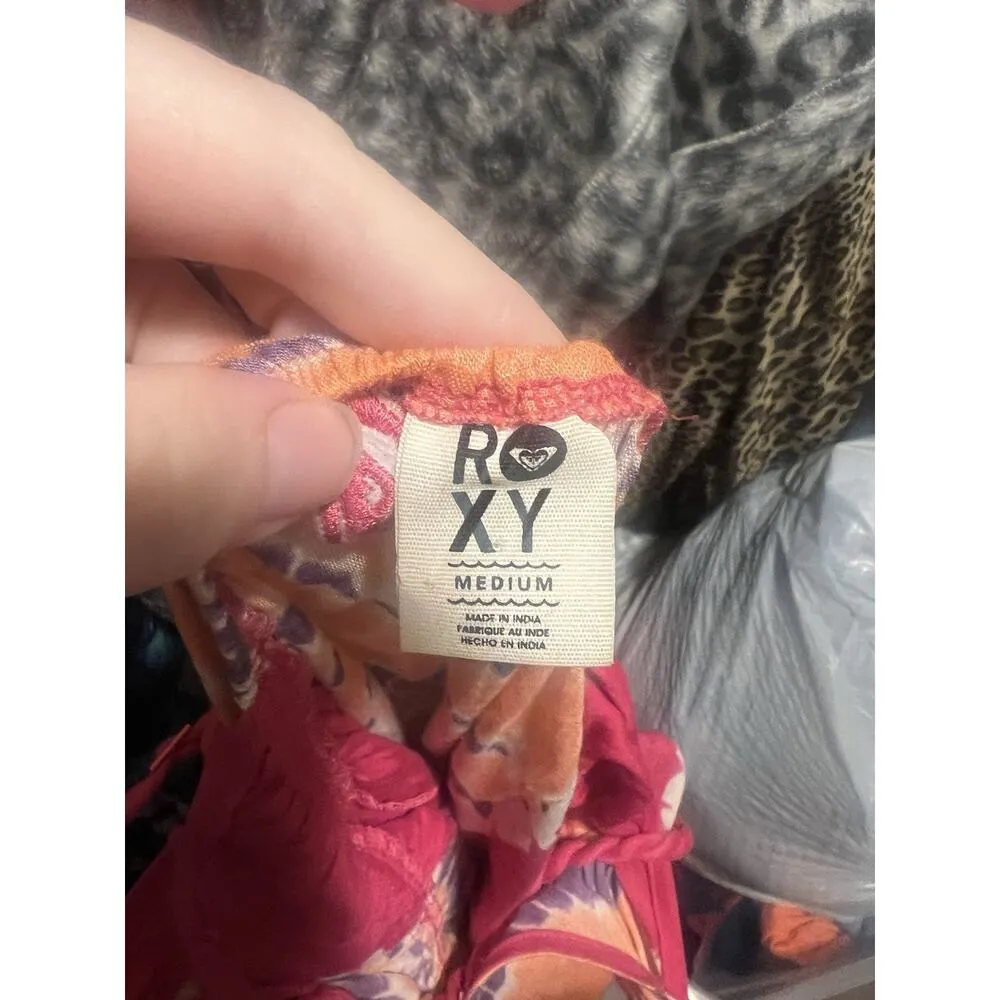 ROXY
MEDIUM
MADE IN INDIA
FABRIQUE AU INDE
HECHO EN INDIA